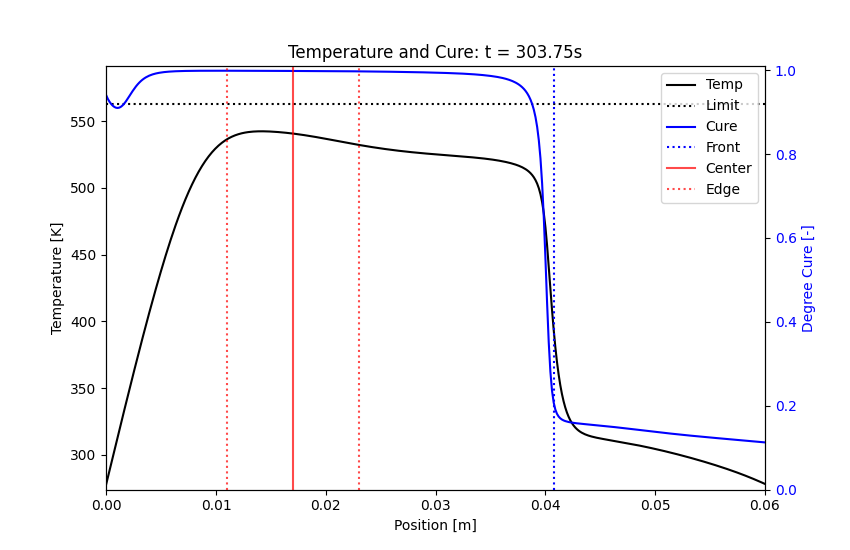 Temperature and Cure: t = 303.75s
Temperature [K]
550
500
450
400
350
300
Temp
Limit
Cure
Front
Center
Edge
1.0
0.8
0.6
0.4
0.2
0.0
Degree Cure [-]
0.00 0.01 0.02 0.03 0.04 0.05 0.06
Position [m]